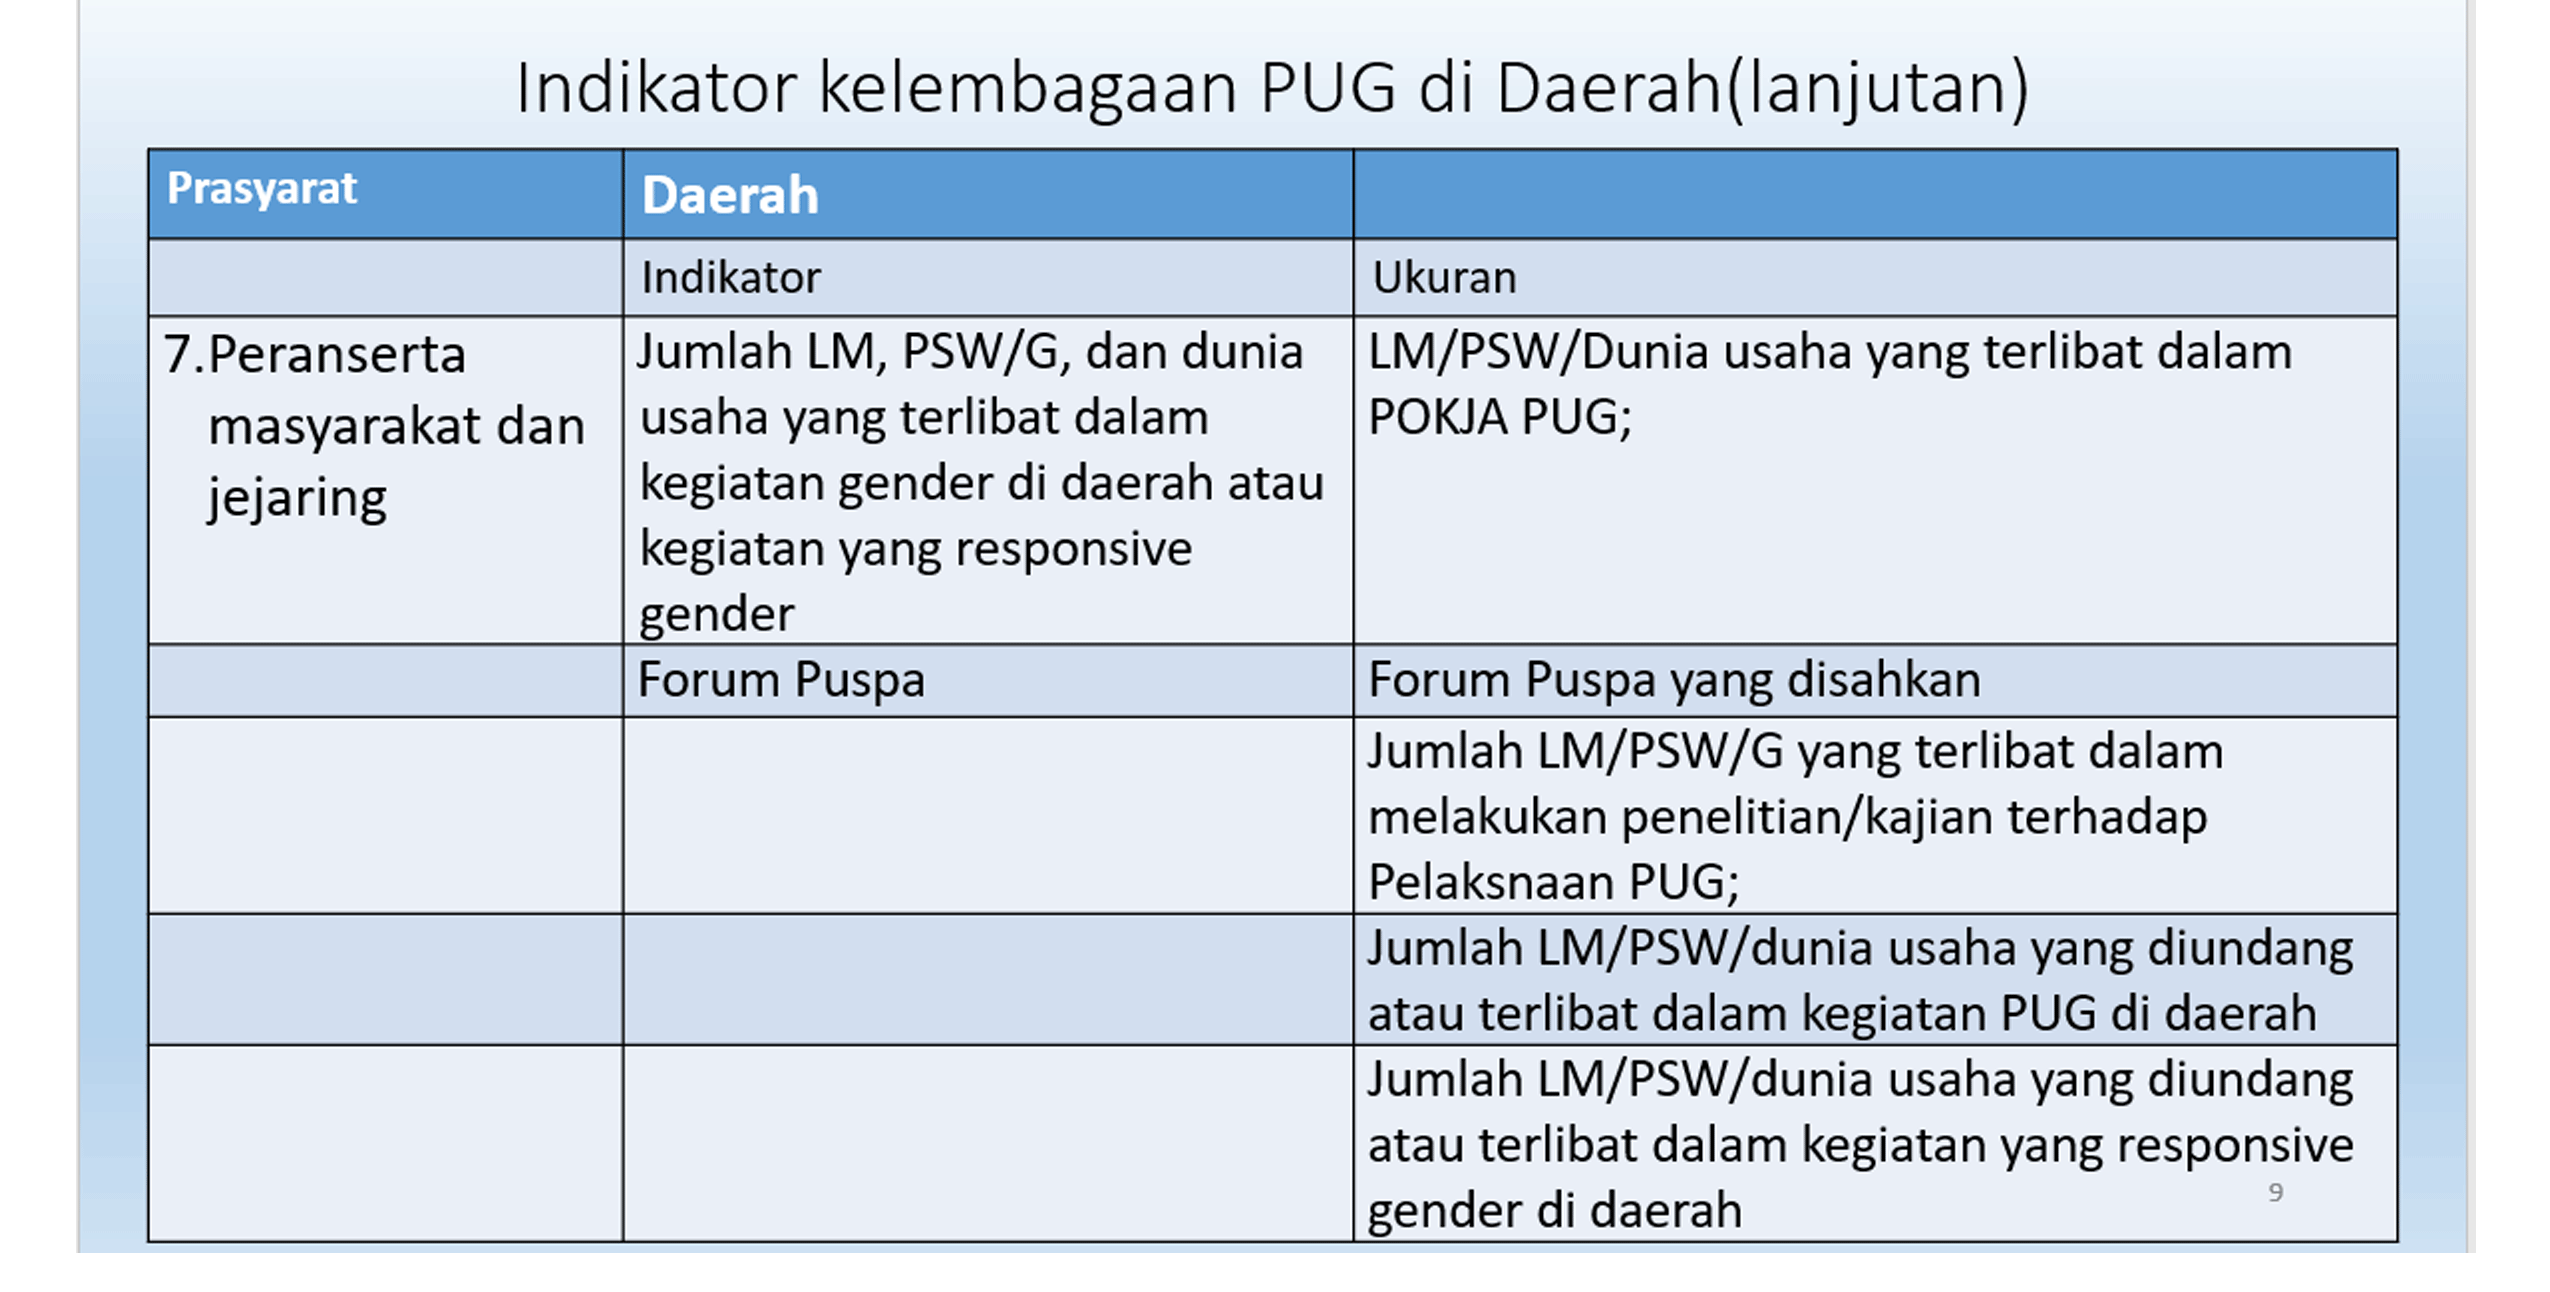 Indikator kelembagaan PUG di Daerah(lanjutan)
Prasyarat
Daerah
Indikator
Ukuran
7.Peranserta
masyarakat dan
jejaring
Jumlah LM, PSW/G, dan dunia
usaha yang terlibat dalam
kegiatan gender di daerah atau
kegiatan yang responsive
gender
LM/PSW/Dunia usaha yang terlibat dalam
POKJA PUG;
Forum Puspa
Forum Puspa yang disahkan
Jumlah LM/PSW/G yang terlibat dalam
melakukan penelitian/kajian terhadap
Pelaksnaan PUG;
Jumlah LM/PSW/dunia usaha yang diundang
atau terlibat dalam kegiatan PUG di daerah
Jumlah LM/PSW/dunia usaha yang diundang
atau terlibat dalam kegiatan yang responsive
gender di daerah
9